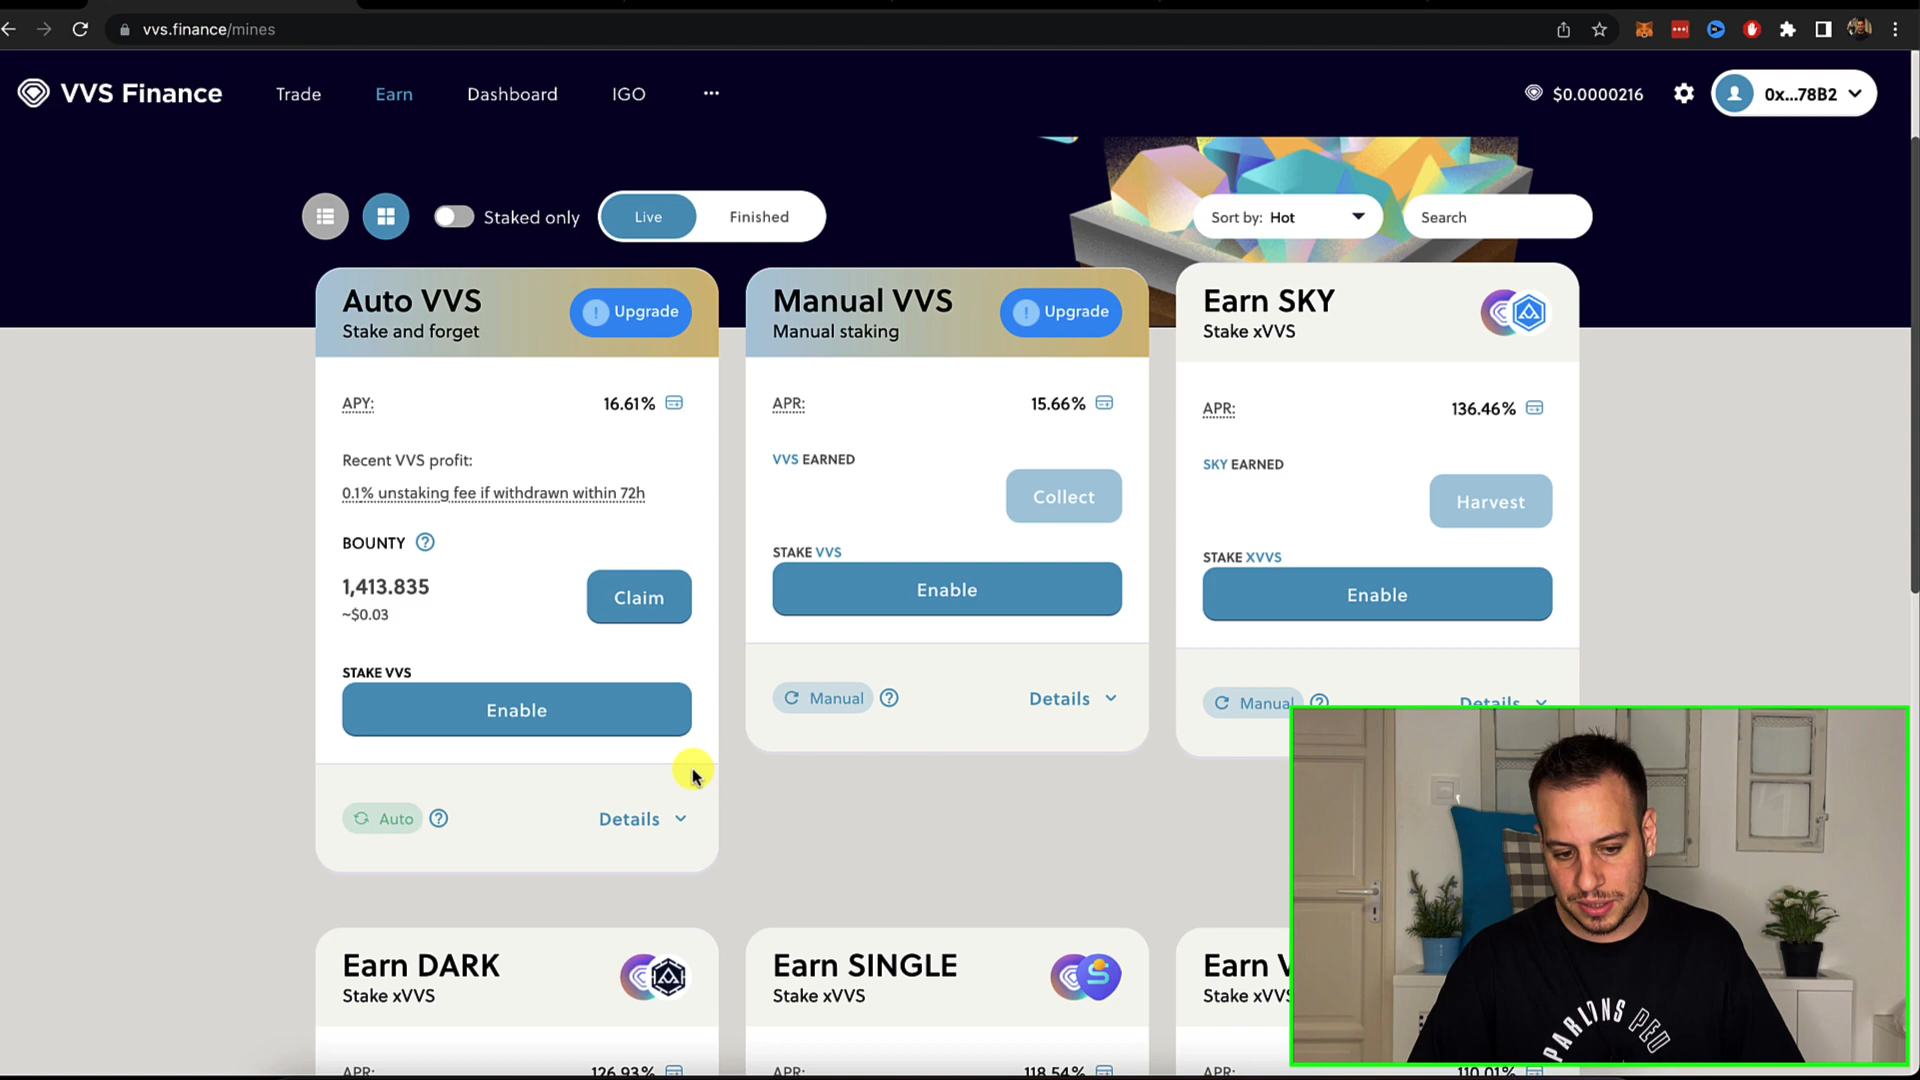 vvs.finance/mines
VVS Finance
Trade
Earn
Dashboard
IGO
...
$0.0000216
0x...78B2
Staked only
Live
Finished
Sort by: Hot
Search
Auto VVS
Stake and forget
! Upgrade
APY:
16.61%
Recent VVS profit:
0.1% unstaking fee if withdrawn within 72h
BOUNTY ?
1,413.835
~$0.03
Claim
STAKE VVS
Enable
Auto ?
Details
Manual VVS
Manual staking
! Upgrade
APR:
15.66%
VVS EARNED
Collect
STAKE VVS
Enable
Manual ?
Details
Earn SKY
Stake xVVS
APR:
136.46%
SKY EARNED
Harvest
STAKE XVVS
Enable
Manual ?
Details
Earn DARK
Stake xVVS
APR:
126.93%
Earn SINGLE
Stake xVVS
APR:
118.54%
Earn
Stake xVVS
APR:
110.01%
PARLONS PEU